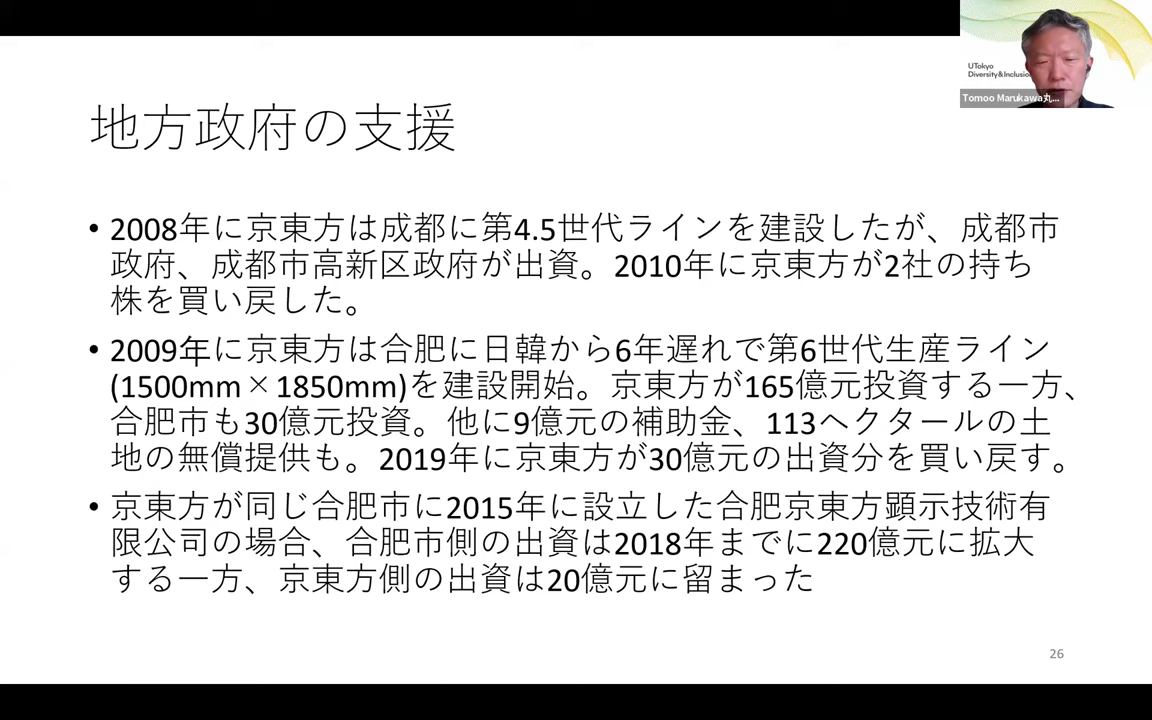 UTokyo
Diversity&Inclusion
Tomoo Marukawa丸...
地方政府の支援
• 2008年に京東方は成都に第4.5世代ラインを建設したが、成都市
政府、成都市高新区政府が出資。2010年に京東方が2社の持ち
株を買い戻した。
• 2009年に京東方は合肥に日韓から6年遅れで第6世代生産ライン
(1500mm×1850mm)を建設開始。京東方が165億元投資する一方、
合肥市も30億元投資。他に9億元の補助金、113ヘクタールの土
地の無償提供も。2019年に京東方が30億元の出資分を買い戻す。
• 京東方が同じ合肥市に2015年に設立した合肥京東方顕示技術有
限公司の場合、合肥市側の出資は2018年までに220億元に拡大
する一方、京東方側の出資は20億元に留まった
26